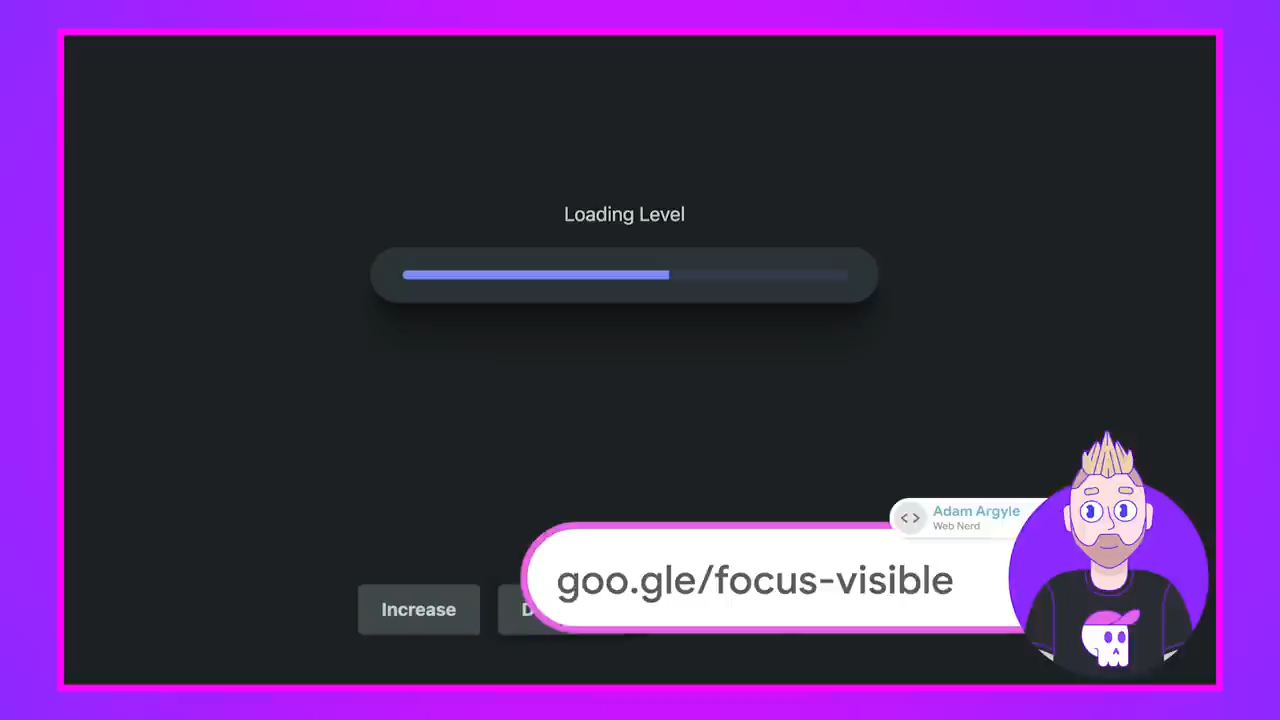 Loading Level
Adam Argyle
Web Nerd
goo.gle/focus-visible
Increase
D